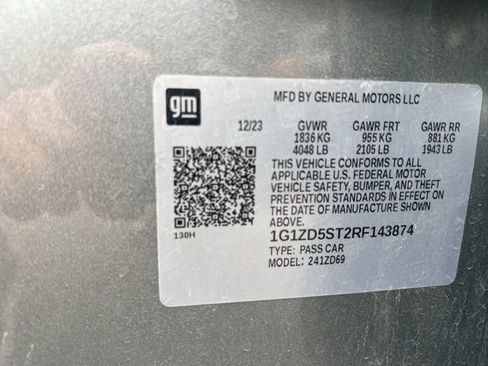 gm
MFD BY GENERAL MOTORS LLC
12/23 GVWR GAWR FRT GAWR RR
1836 KG 955 KG 881 KG
4048 LB 2105 LB 1943 LB
THIS VEHICLE CONFORMS TO ALL
APPLICABLE U.S. FEDERAL MOTOR
VEHICLE SAFETY, BUMPER, AND THEFT
PREVENTION STANDARDS IN EFFECT ON
THE DATE OF MANUFACTURE SHOWN
ABOVE.
130H
1G1ZD5ST2RF143874
TYPE: PASS CAR
MODEL: 241ZD69